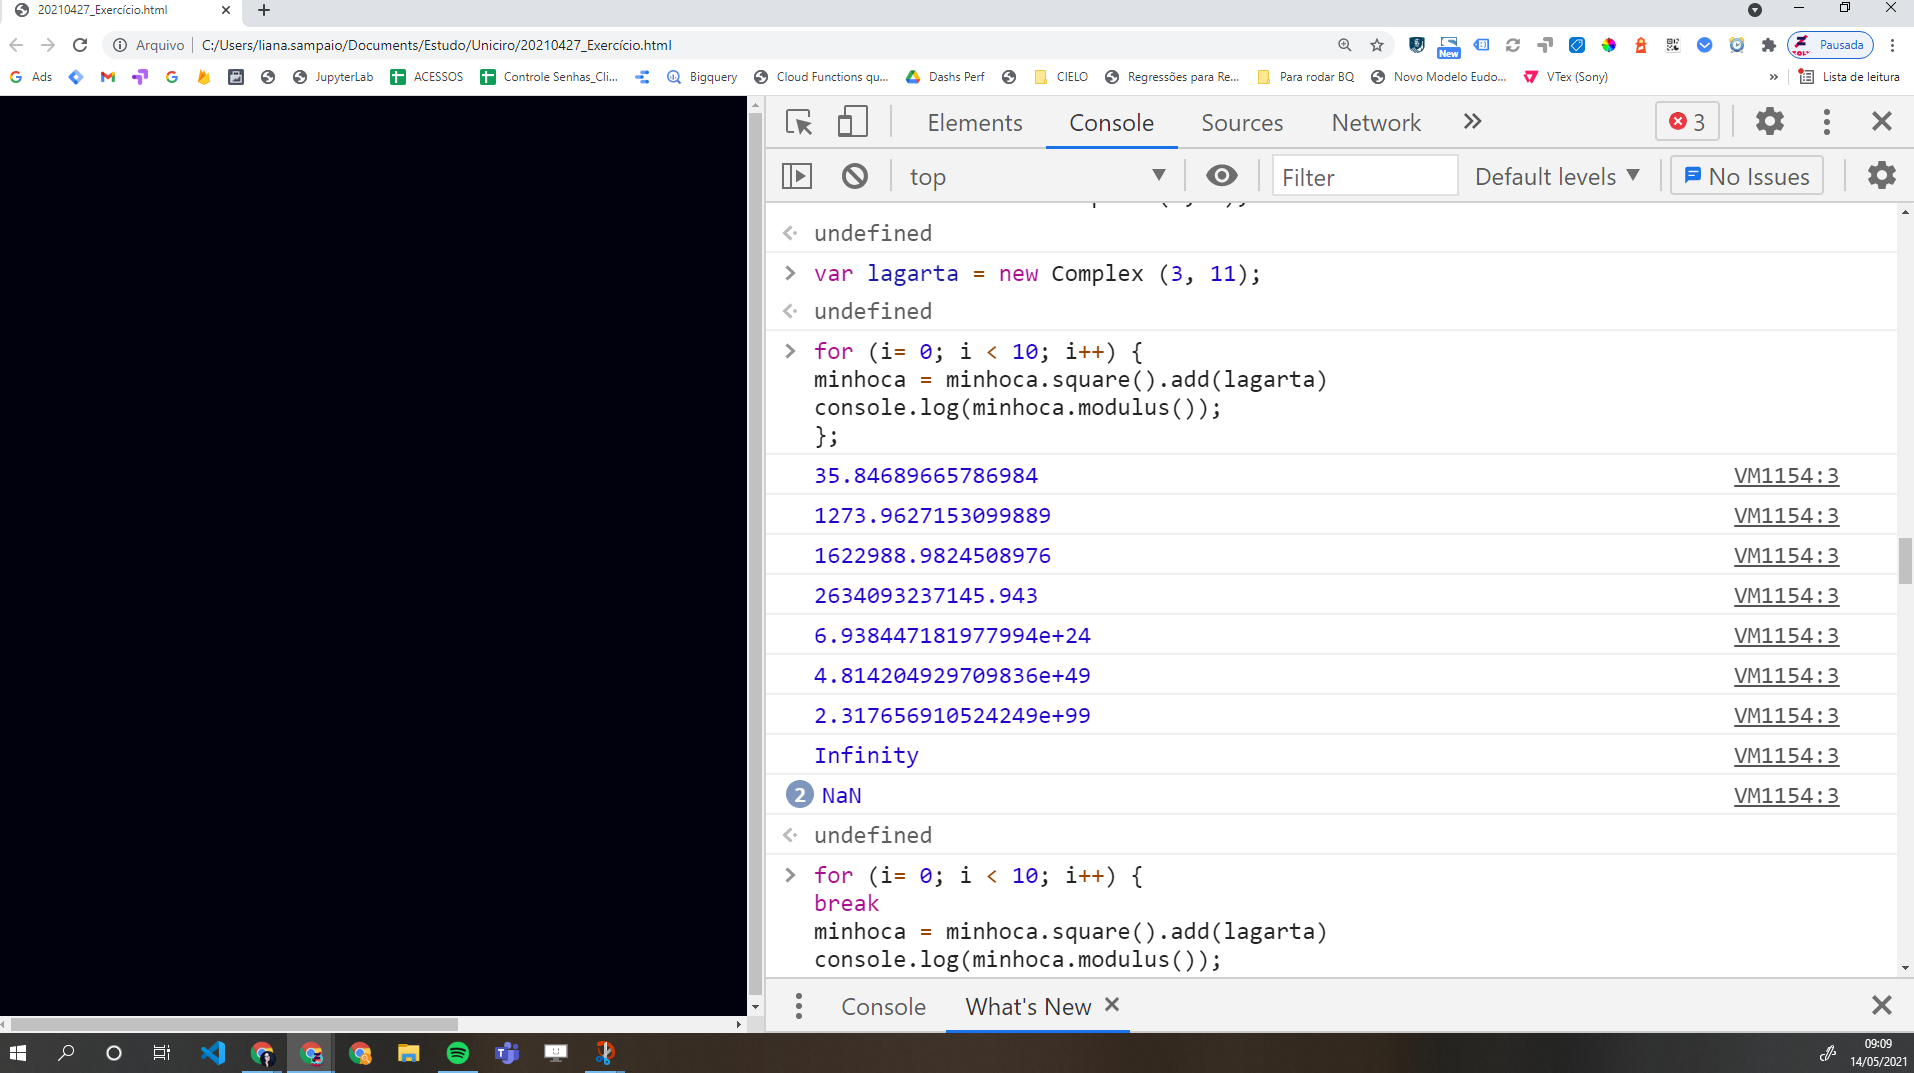 20210427_Exercício.html
Arquivo
C:/Users/liana.sampaio/Documents/Estudo/Uniciro/20210427_Exercício.html
New
Pausada
Ads
JupyterLab
ACESSOS
Controle Senhas_Cli...
Bigquery
Cloud Functions qu...
Dashs Perf
CIELO
Regressões para Re...
Para rodar BQ
Novo Modelo Eudo...
VTex (Sony)
»
Lista de leitura
Elements
Console
Sources
Network
3
top
Filter
Default levels
No Issues
undefined
var lagarta = new Complex (3, 11);
undefined
for (i= 0; i < 10; i++) {
minhoca = minhoca.square().add(lagarta)
console.log(minhoca.modulus());
};
35.84689665786984 VM1154:3
1273.9627153099889 VM1154:3
1622988.9824508976 VM1154:3
2634093237145.943 VM1154:3
6.938447181977994e+24 VM1154:3
4.814204929709836e+49 VM1154:3
2.317656910524249e+99 VM1154:3
Infinity VM1154:3
2 NaN VM1154:3
undefined
for (i= 0; i < 10; i++) {
break
minhoca = minhoca.square().add(lagarta)
console.log(minhoca.modulus());
Console
What's New
09:09
14/05/2021